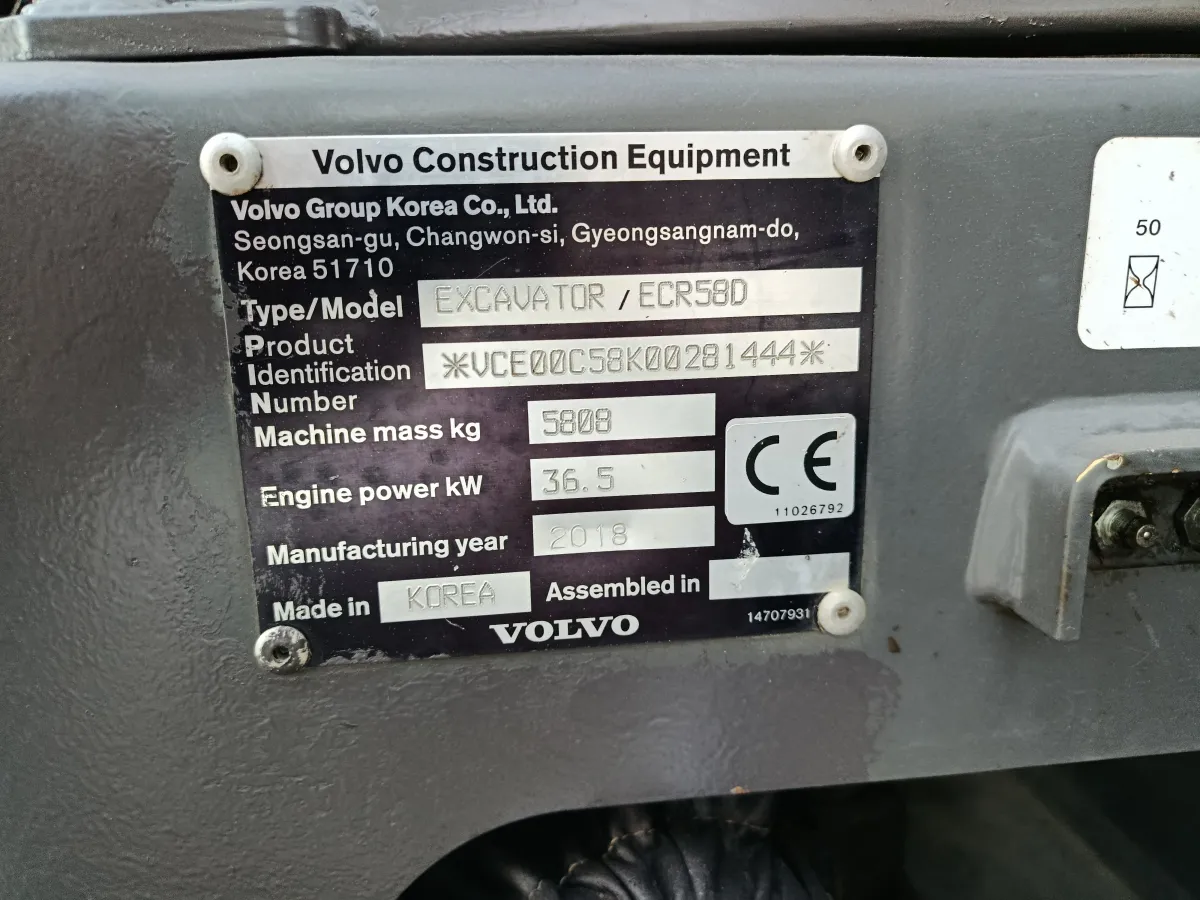 Volvo Construction Equipment
Volvo Group Korea Co., Ltd.
Seongsan-gu, Changwon-si, Gyeongsangnam-do,
Korea 51710
Type/Model EXCAVATOR / ECR58D
Product
Identification
Number
*VCE00C58K00281444*
Machine mass kg 5808
Engine power kW 36.5
CE
11026792
Manufacturing year 2018
Made in KOREA Assembled in
VOLVO 14707931
50